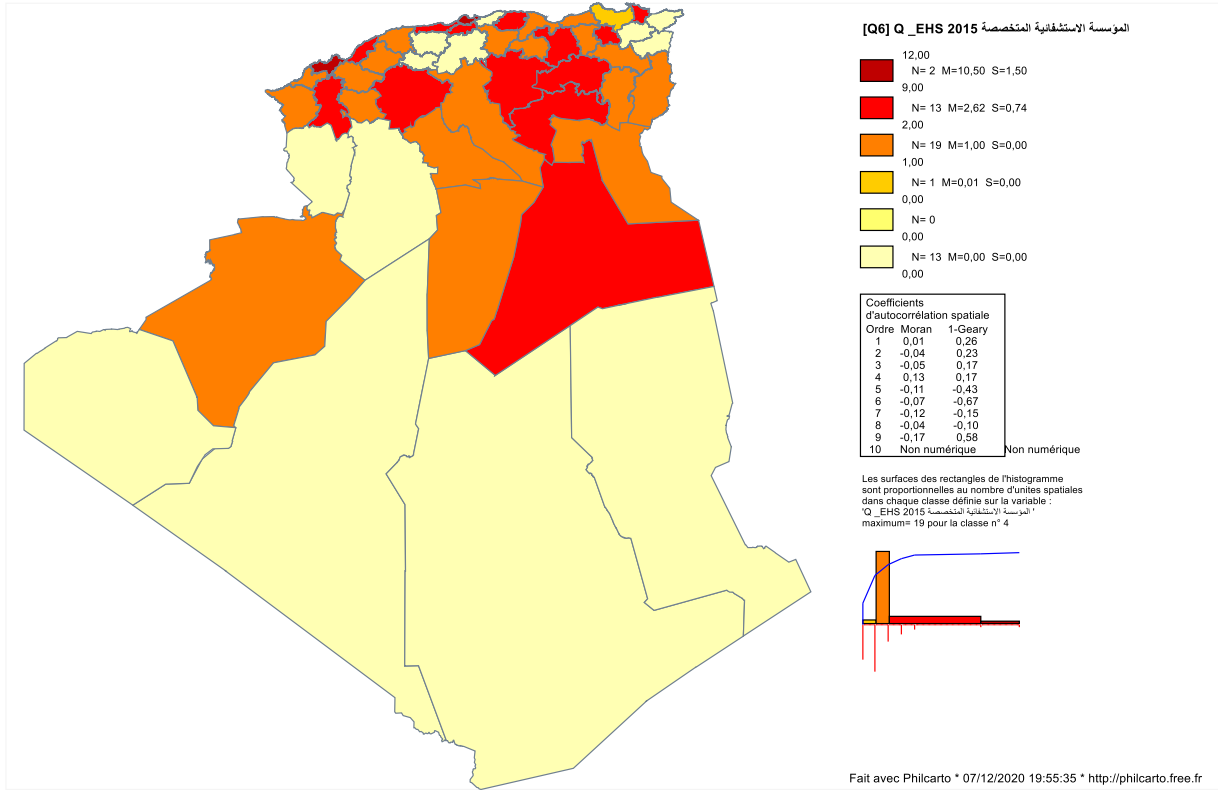 [Q6] Q _EHS 2015 المؤسسة الاستشفائية المتخصصة
12,00
N= 2 M=10,50 S=1,50
9,00
N= 13 M=2,62 S=0,74
2,00
N= 19 M=1,00 S=0,00
1,00
N= 1 M=0,01 S=0,00
0,00
N= 0
0,00
N= 13 M=0,00 S=0,00
0,00
Coefficients
d'autocorrélation spatiale
Ordre Moran 1-Geary
1 0,01 0,26
2 -0,04 0,23
3 -0,05 0,17
4 0,13 0,17
5 -0,11 -0,43
6 -0,07 -0,67
7 -0,12 -0,15
8 -0,04 -0,10
9 -0,17 0,58
10 Non numérique Non numérique
Les surfaces des rectangles de l'histogramme
sont proportionnelles au nombre d'unites spatiales
dans chaque classe définie sur la variable :
'Q _EHS 2015 المؤسسة الاستشفائية المتخصصة '
maximum= 19 pour la classe n° 4
Fait avec Philcarto * 07/12/2020 19:55:35 * http://philcarto.free.fr